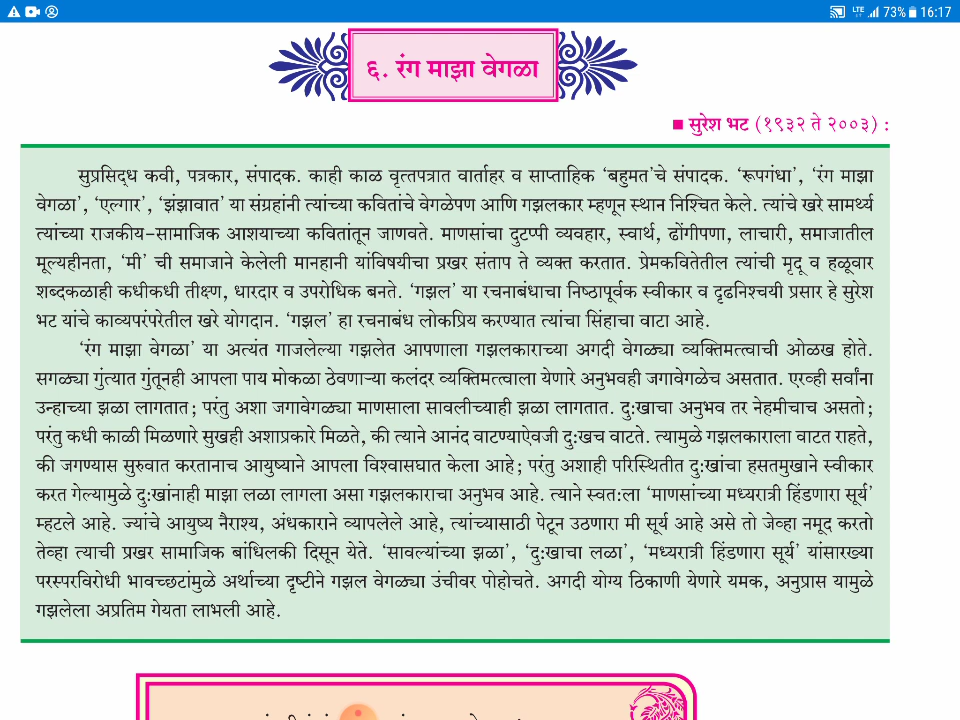 LTE 73% 16:17
६. रंग माझा वेगळा
■ सुरेश भट (१९३२ ते २००३) :
सुप्रसिद्ध कवी, पत्रकार, संपादक. काही काळ वृत्तपत्रात वार्ताहर व साप्ताहिक ‘बहुमत’चे संपादक. ‘रूपगंधा’, ‘रंग माझा
वेगळा’, ‘एल्गार’, ‘झंझावात’ या संग्रहांनी त्यांच्या कवितांचे वेगळेपण आणि गझलकार म्हणून स्थान निश्चित केले. त्यांचे खरे सामर्थ्य
त्यांच्या राजकीय-सामाजिक आशयाच्या कवितांतून जाणवते. माणसांचा दुटप्पी व्यवहार, स्वार्थ, ढोंगीपणा, लाचारी, समाजातील
मूल्यहीनता, ‘मी’ ची समाजाने केलेली मानहानी यांविषयीचा प्रखर संताप ते व्यक्त करतात. प्रेमकवितेतील त्यांची मृदू व हळूवार
शब्दकळाही कधीकधी तीक्ष्ण, धारदार व उपरोधिक बनते. ‘गझल’ या रचनाबंधाचा निष्ठापूर्वक स्वीकार व दृढनिश्चयी प्रसार हे सुरेश
भट यांचे काव्यपरंपरेतील खरे योगदान. ‘गझल’ हा रचनाबंध लोकप्रिय करण्यात त्यांचा सिंहाचा वाटा आहे.
‘रंग माझा वेगळा’ या अत्यंत गाजलेल्या गझलेत आपणाला गझलकाराच्या अगदी वेगळ्या व्यक्तिमत्त्वाची ओळख होते.
सगळ्या गुंत्यात गुंतूनही आपला पाय मोकळा ठेवणाऱ्या कलंदर व्यक्तिमत्त्वाला येणारे अनुभवही जगावेगळेच असतात. एरव्ही सर्वांना
उन्हाच्या झळा लागतात; परंतु अशा जगावेगळ्या माणसाला सावलीच्याही झळा लागतात. दुःखाचा अनुभव तर नेहमीचाच असतो;
परंतु कधी काळी मिळणारे सुखही अशाप्रकारे मिळते, की त्याने आनंद वाटण्याऐवजी दुःखच वाटते. त्यामुळे गझलकाराला वाटत राहते,
की जगण्यास सुरुवात करतानाच आयुष्याने आपला विश्वासघात केला आहे; परंतु अशाही परिस्थितीत दुःखांचा हसतमुखाने स्वीकार
करत गेल्यामुळे दुःखांनाही माझा लळा लागला असा गझलकाराचा अनुभव आहे. त्याने स्वतःला ‘माणसांच्या मध्यरात्री हिंडणारा सूर्य’
म्हटले आहे. ज्यांचे आयुष्य नैराश्य, अंधकाराने व्यापलेले आहे, त्यांच्यासाठी पेटून उठणारा मी सूर्य आहे असे तो जेव्हा नमूद करतो
तेव्हा त्याची प्रखर सामाजिक बांधिलकी दिसून येते. ‘सावल्यांच्या झळा’, ‘दुःखाचा लळा’, ‘मध्यरात्री हिंडणारा सूर्य’ यांसारख्या
परस्परविरोधी भावच्छटांमुळे अर्थाच्या दृष्टीने गझल वेगळ्या उंचीवर पोहोचते. अगदी योग्य ठिकाणी येणारे यमक, अनुप्रास यामुळे
गझलेला अप्रतिम गेयता लाभली आहे.